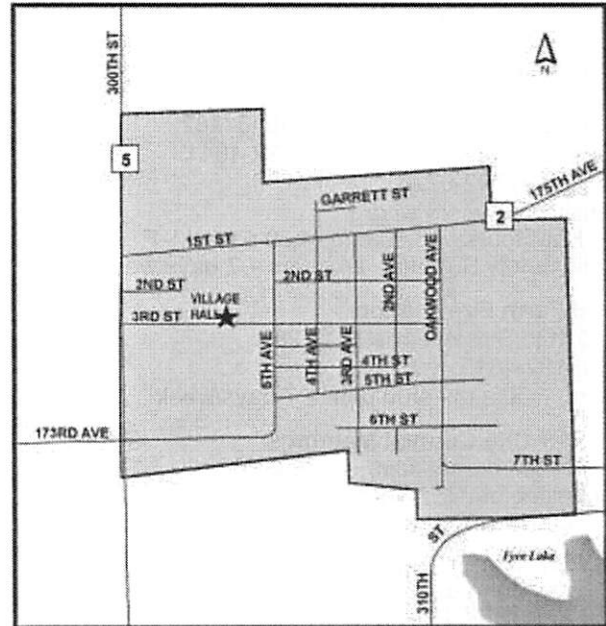 300TH ST
N
5
175TH AVE
GARRETT ST
2
1ST ST
2ND ST
2ND ST
2ND AVE
OAKWOOD AVE
VILLAGE
HALL
3RD ST
5TH AVE
4TH AVE
3RD AVE
4TH ST
5TH ST
6TH ST
173RD AVE
7TH ST
310TH
ST
Fyre Lake